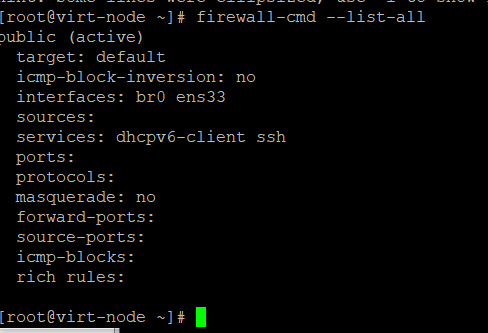 [root@virt-node ~]# firewall-cmd --list-all
public (active)
  target: default
  icmp-block-inversion: no
  interfaces: br0 ens33
  sources:
  services: dhcpv6-client ssh
  ports:
  protocols:
  masquerade: no
  forward-ports:
  source-ports:
  icmp-blocks:
  rich rules:
[root@virt-node ~]#